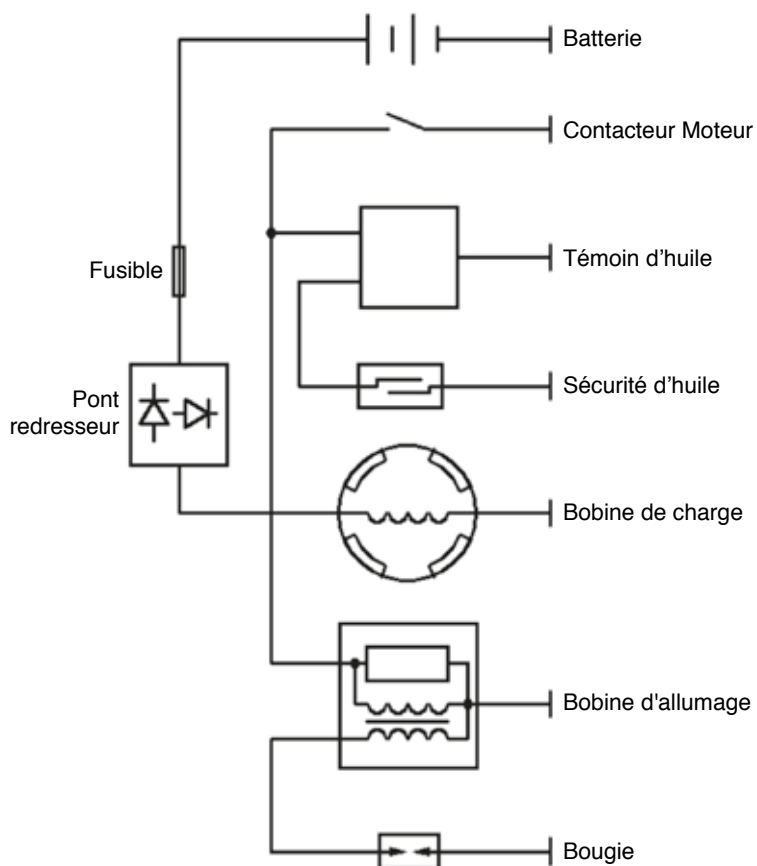 Batterie
Contacteur Moteur
Témoin d’huile
Fusible
Sécurité d’huile
Pont
redresseur
Bobine de charge
Bobine d'allumage
Bougie